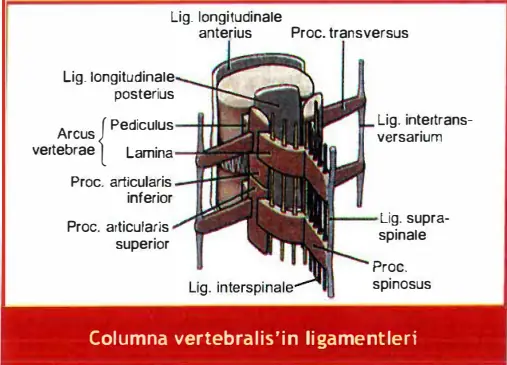 Lig. longitudinale
anterius
Proc. transversus
Lig. longitudinale
posterius
Arcus
vertebrae
Pediculus
Lamina
Lig. intertrans-
versarium
Proc. articularis
inferior
Proc. articularis
superior
Lig. supra-
spinale
Proc.
spinosus
Lig. interspinale
Columna vertebralis'in ligamentleri